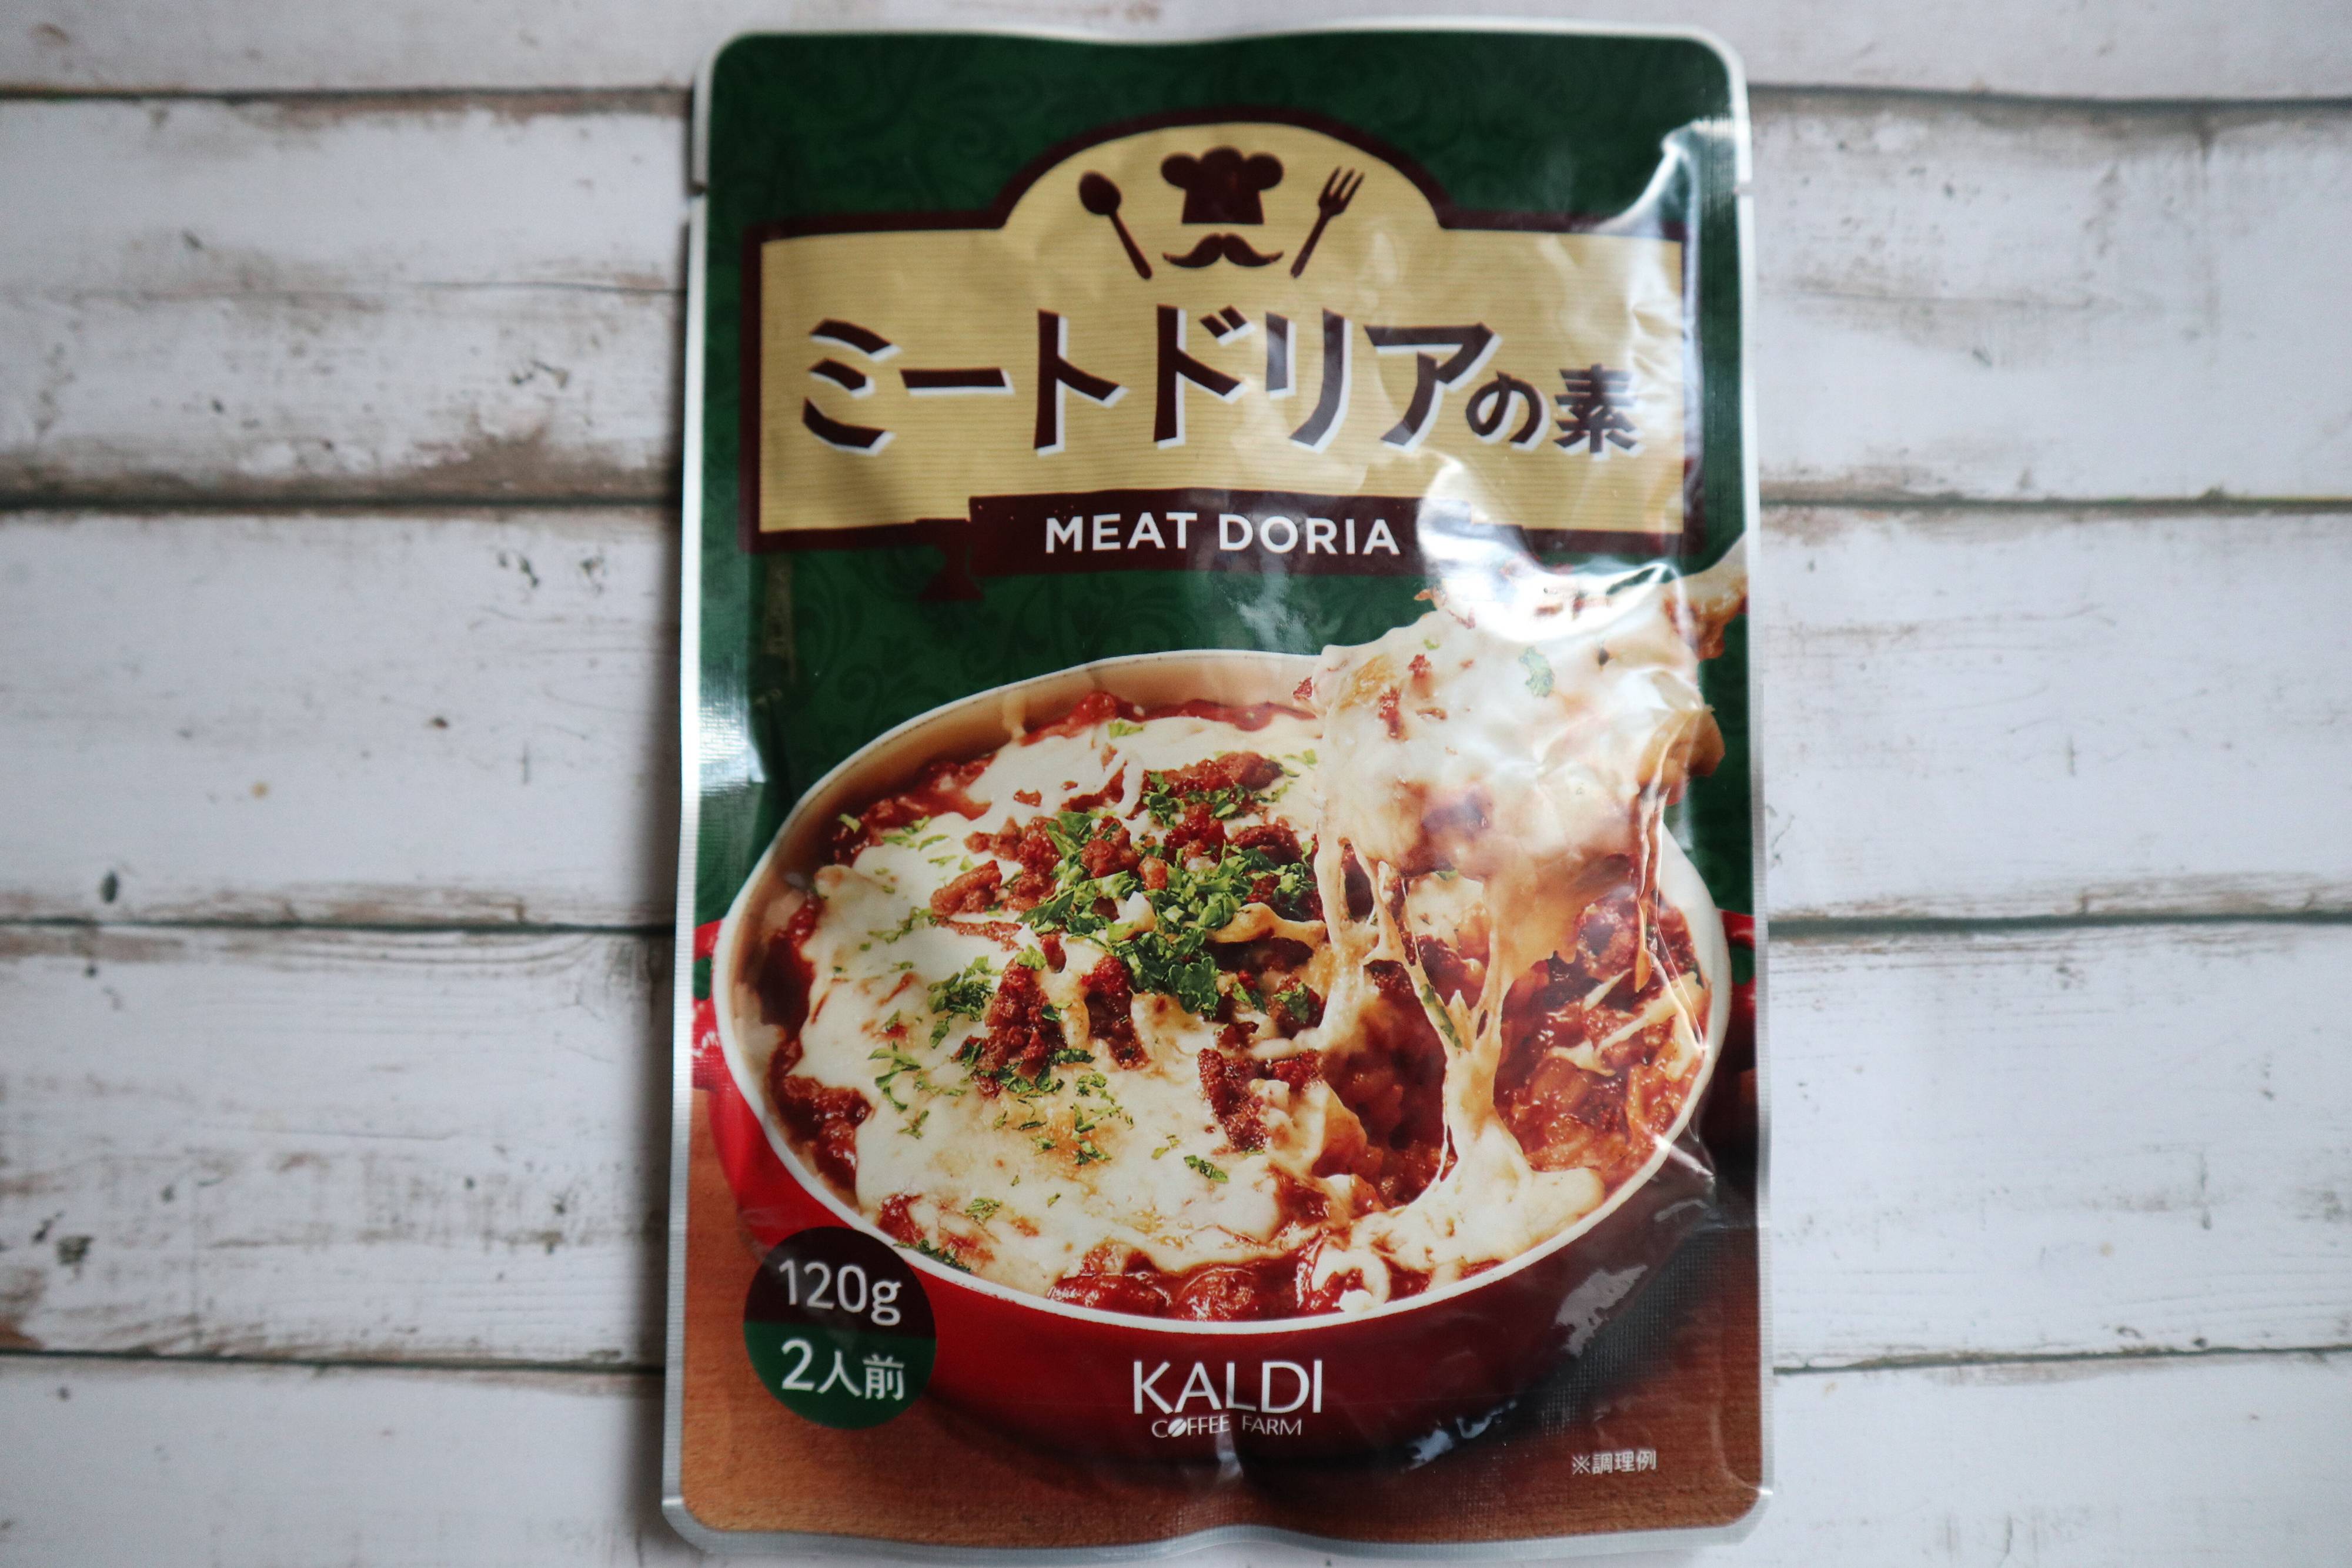 ミートドリアの素
MEAT DORIA
120g
2人前
KALDI
COFFEE FARM
※調理例